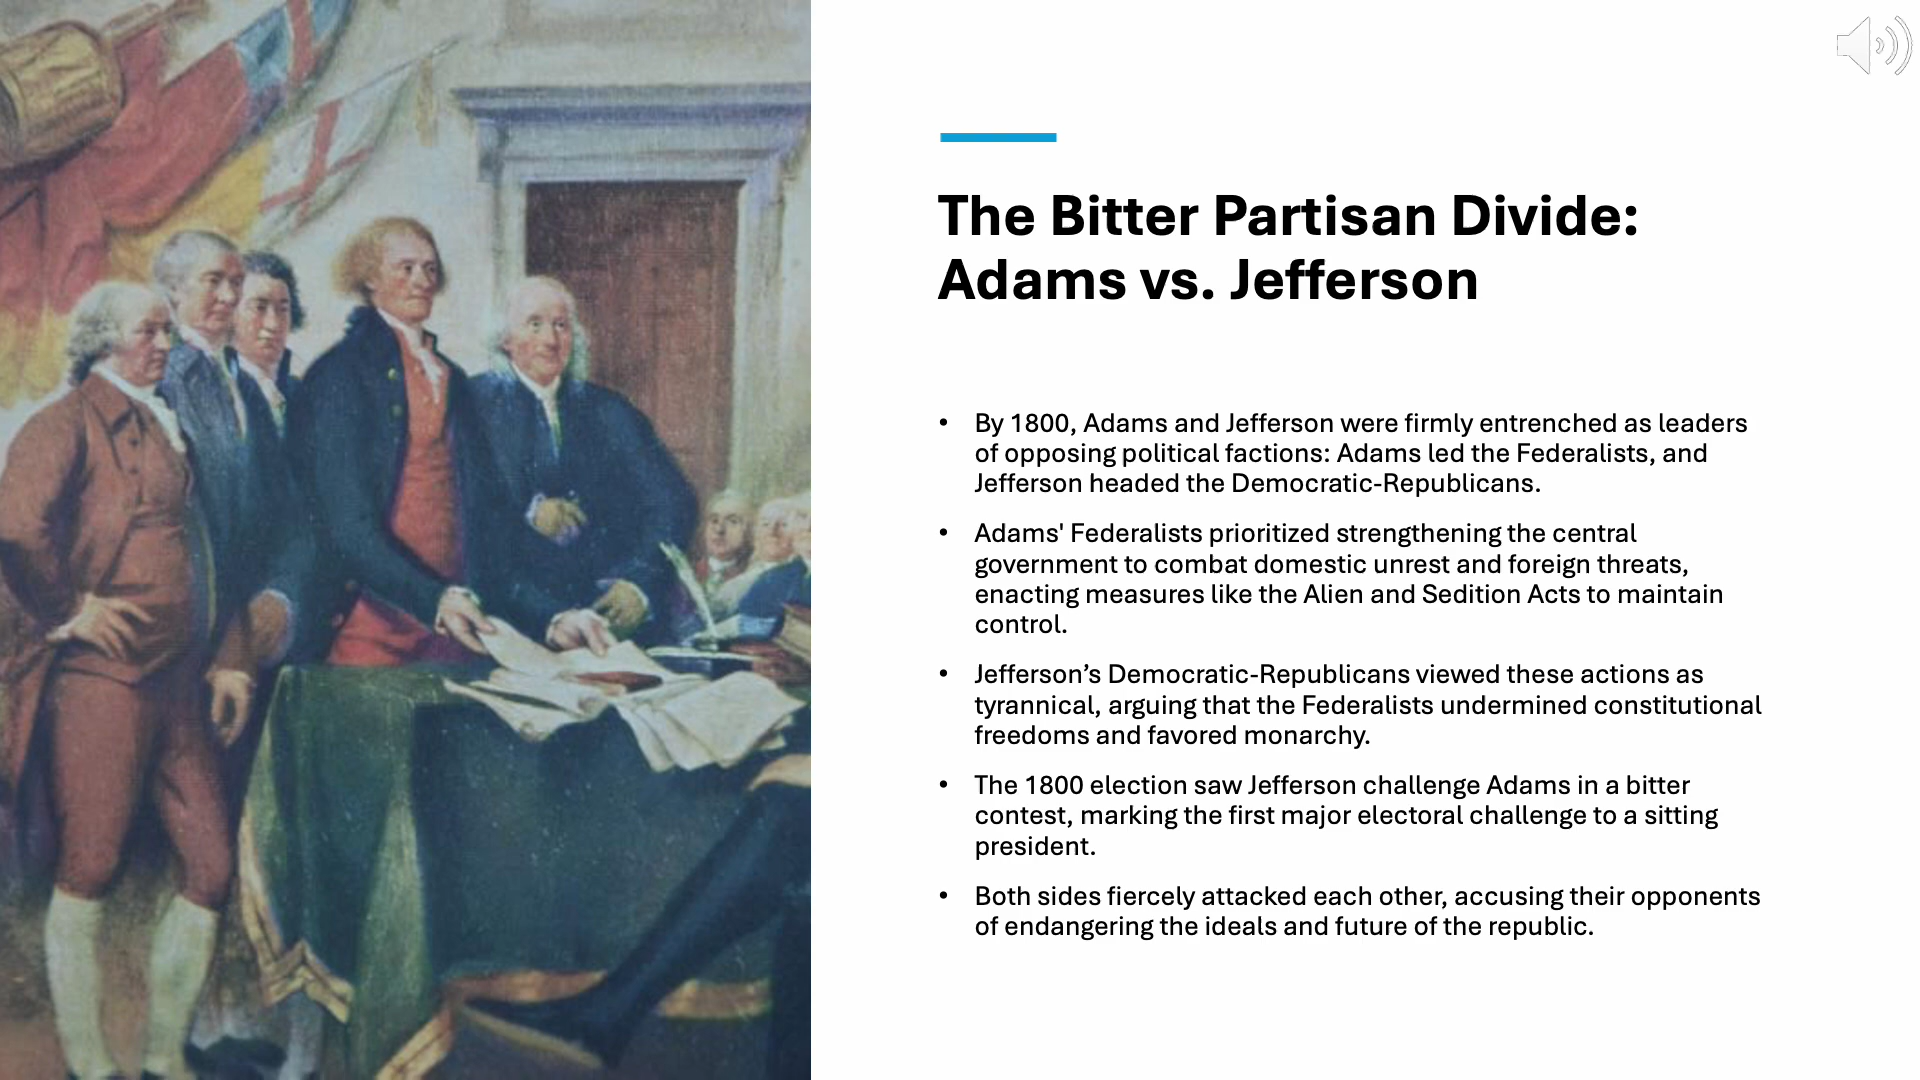 The Bitter Partisan Divide:
Adams vs. Jefferson
• By 1800, Adams and Jefferson were firmly entrenched as leaders
of opposing political factions: Adams led the Federalists, and
Jefferson headed the Democratic-Republicans.
• Adams' Federalists prioritized strengthening the central
government to combat domestic unrest and foreign threats,
enacting measures like the Alien and Sedition Acts to maintain
control.
• Jefferson’s Democratic-Republicans viewed these actions as
tyrannical, arguing that the Federalists undermined constitutional
freedoms and favored monarchy.
• The 1800 election saw Jefferson challenge Adams in a bitter
contest, marking the first major electoral challenge to a sitting
president.
• Both sides fiercely attacked each other, accusing their opponents
of endangering the ideals and future of the republic.